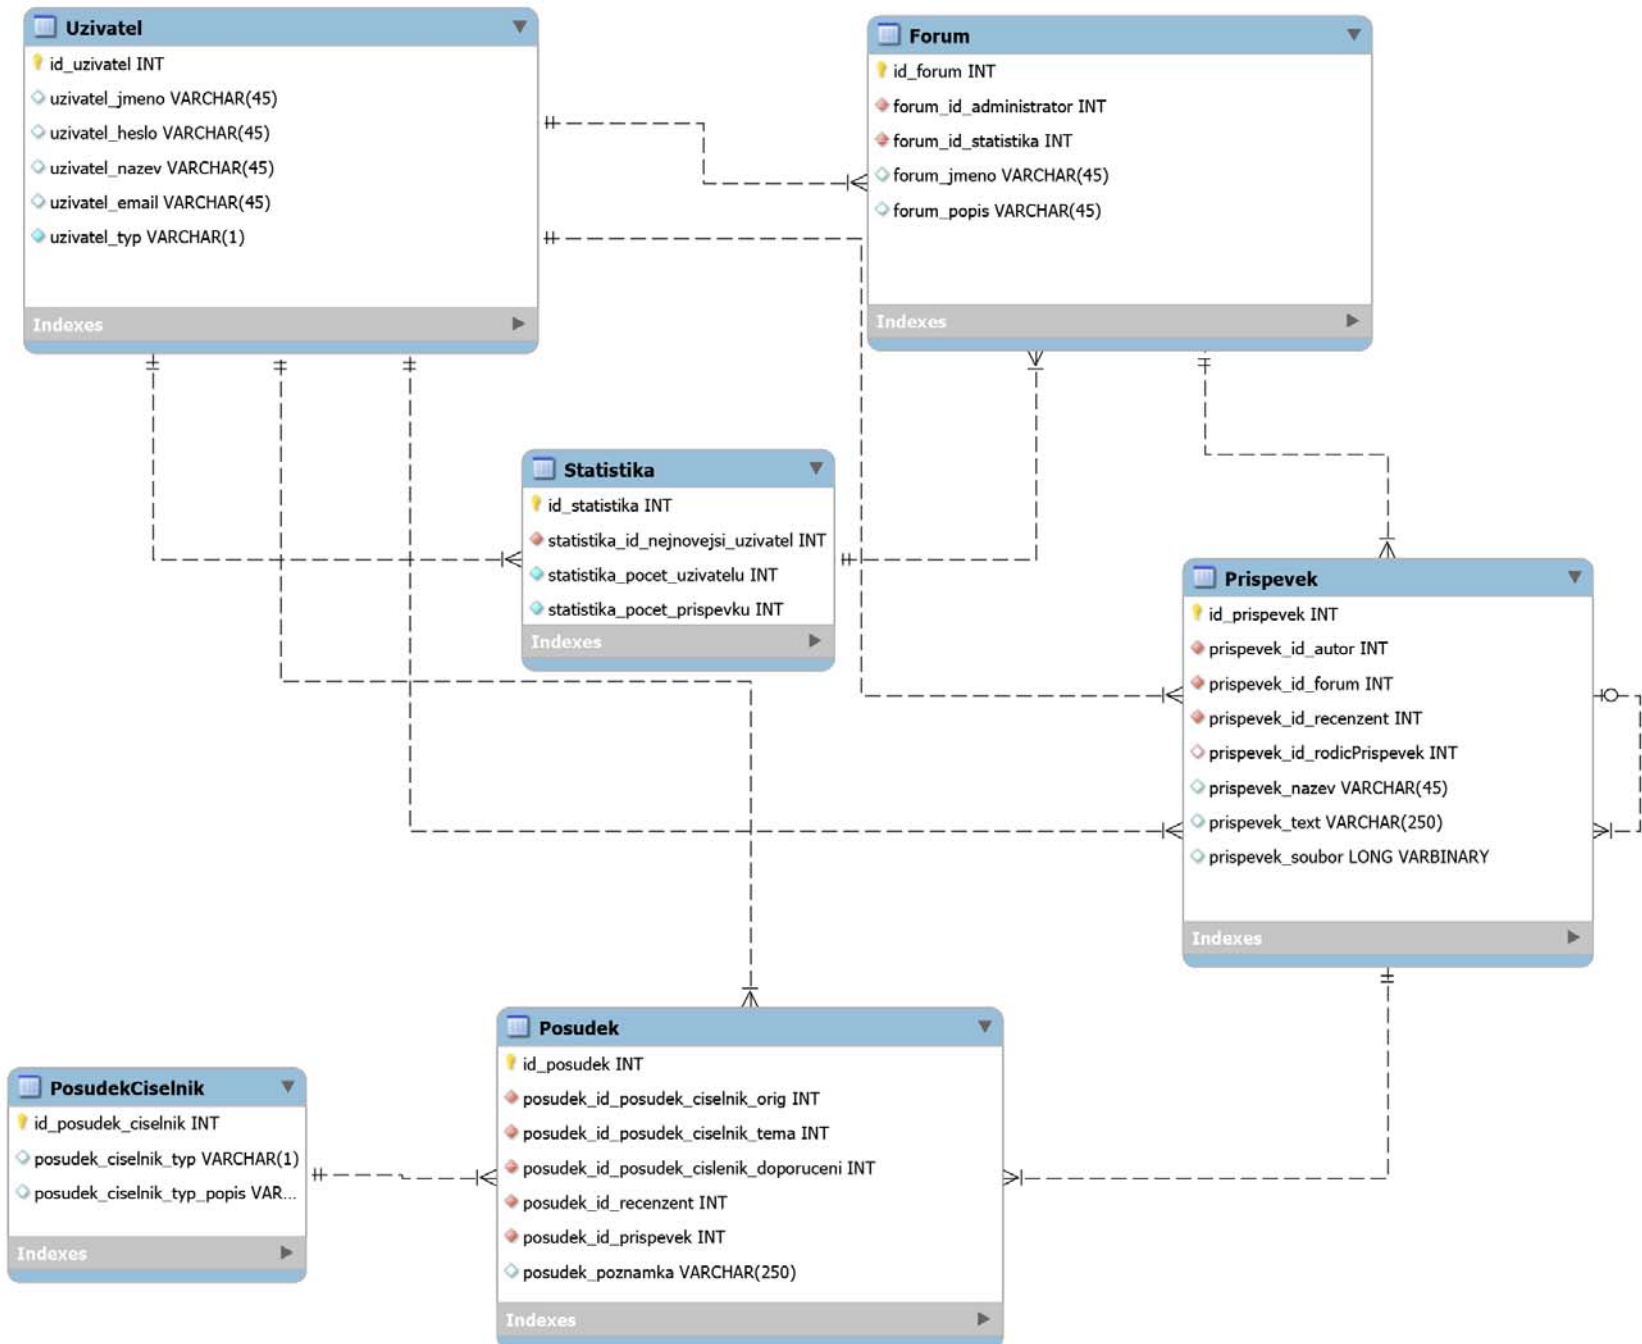 Uzivatel
id_uzivatel INT
uzivatel_jmeno VARCHAR(45)
uzivatel_heslo VARCHAR(45)
uzivatel_nazev VARCHAR(45)
uzivatel_email VARCHAR(45)
uzivatel_typ VARCHAR(1)
Indexes
Forum
id_forum INT
forum_id_administrator INT
forum_id_statistika INT
forum_jmeno VARCHAR(45)
forum_popis VARCHAR(45)
Indexes
Statistika
id_statistika INT
statistika_id_nejnovejsi_uzivatel INT
statistika_pocet_uzivatelu INT
statistika_pocet_prispevku INT
Indexes
Prispevek
id_prispevek INT
prispevek_id_autor INT
prispevek_id_forum INT
prispevek_id_recenzent INT
prispevek_id_rodicPrispevek INT
prispevek_nazev VARCHAR(45)
prispevek_text VARCHAR(250)
prispevek_soubor LONG VARBINARY
Indexes
PosudekCiselnik
id_posudek_ciselnik INT
posudek_ciselnik_typ VARCHAR(1)
posudek_ciselnik_typ_popis VAR...
Indexes
Posudek
id_posudek INT
posudek_id_posudek_ciselnik_orig INT
posudek_id_posudek_ciselnik_tema INT
posudek_id_posudek_cislenik_doporuceni INT
posudek_id_recenzent INT
posudek_id_prispevek INT
posudek_poznamka VARCHAR(250)
Indexes